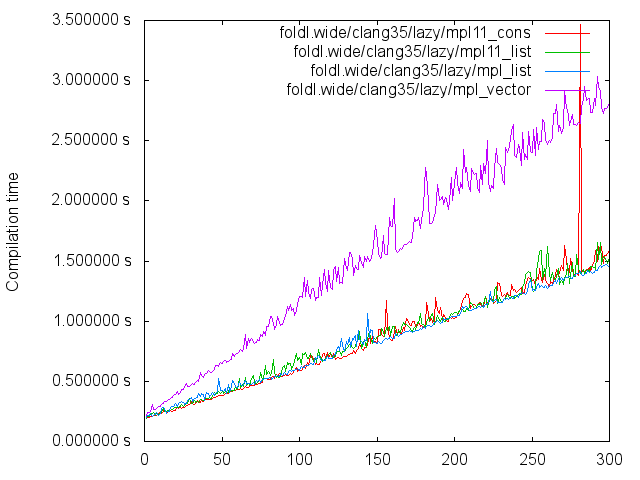 3.500000 s
3.000000 s
2.500000 s
2.000000 s
1.500000 s
1.000000 s
0.500000 s
0.000000 s
Compilation time
foldl.wide/clang35/lazy/mpl11_cons
foldl.wide/clang35/lazy/mpl11_list
foldl.wide/clang35/lazy/mpl_list
foldl.wide/clang35/lazy/mpl_vector
0 50 100 150 200 250 300